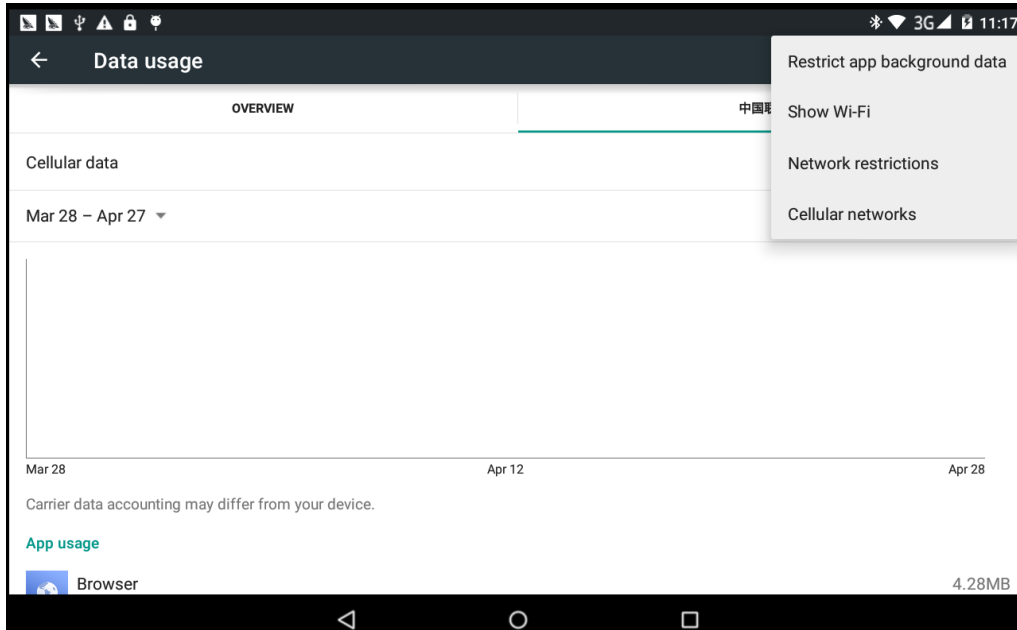 3G 11:17
Data usage
Restrict app background data
Show Wi-Fi
Network restrictions
Cellular networks
OVERVIEW
中国联
Cellular data
Mar 28 – Apr 27
Mar 28 Apr 12 Apr 28
Carrier data accounting may differ from your device.
App usage
Browser 4.28MB